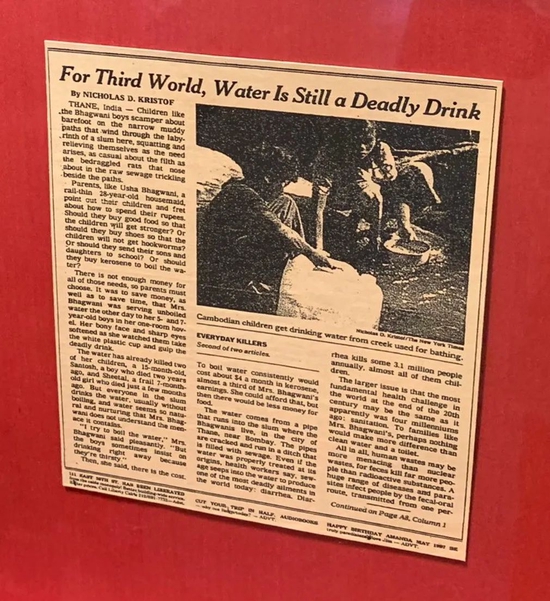 For Third World, Water Is Still a Deadly Drink
By NICHOLAS D. KRISTOF
THANE, India — Children like
the Bhagwani boys scamper about
barefoot on the narrow muddy
paths that wind through the laby-
rinth of a slum here, squatting and
relieving themselves as the need
arises, as casual about the filth as
the bedraggled rats that nose
about in the raw sewage trickling
beside the paths.
Parents, like Usha Bhagwani, a
rail-thin 28-year-old housemaid,
point out their children and fret
about how to spend their rupees.
Should they buy good food so that
the children will get stronger? Or
should they buy shoes so that the
children will not get hookworms?
Or should they send their sons and
daughters to school? Or should
they buy kerosene to boil the wa-
ter?
There is not enough money for
all of those needs, so parents must
choose. It was to save money, as
well as to save time, that Mrs.
Bhagwani was serving unboiled
water the other day to her 5- and 7-
year-old boys in her one-room hov-
el. Her bony face and sharp eyes
softened as she watched them take
the white plastic cup and gulp the
deadly drink.
The water has already killed two
of her children, a 15-month-old,
Santosh, a boy who died two years
ago, and Sheetal, a frail 7-month-
old girl who died just a few months
ago. But everyone in the slum
drinks the water, usually without
boiling, and water seems so natu-
ral and nurturing that Mrs. Bhag-
wani does not understand the men-
ace it contains.
"I try to boil the water," Mrs.
Bhagwani said pleasantly. "But
the boys sometimes insist on
drinking right away because
they're thirsty."
Then, she said, there is the cost.
Nicholas D. Kristof/The New York Times
Cambodian children get drinking water from creek used for bathing.
EVERYDAY KILLERS
Second of two articles.
To boil water consistently would
cost about $4 a month in kerosene,
almost a third of Mrs. Bhagwani's
earnings. She could afford that, but
then there would be less money for
food.
The water comes from a pipe
that runs into the slum where the
Bhagwanis live, in the city of
Thane, near Bombay. The pipes
are cracked and run in a ditch that
is filled with sewage. Even if the
water was properly treated at its
origins, health workers say, sew-
age seeps into the water to produce
one of the most deadly ailments in
the world today: diarrhea. Diar-
rhea kills some 3.1 million people
annually, almost all of them chil-
dren.
The larger issue is that the most
fundamental health challenge in
the world at the end of the 20th
century may be the same as it
apparently was four millenniums
ago: sanitation. To families like
Mrs. Bhagwani's, perhaps nothing
would make more difference than
clean water and a toilet.
All in all, human wastes may be
more menacing than nuclear
wastes, for feces kill far more peo-
ple than radioactive substances. A
huge range of diseases and para-
sites infect people by the fecal-oral
route, transmitted from one per-
Continued on Page A8, Column 1
EAST 50TH ST. HAS BEEN LIBERATED
CUT YOUR TRIP IN HALF. AUDIOBOOKS
HAPPY BIRTHDAY AMANDA. MAY 1997 BE